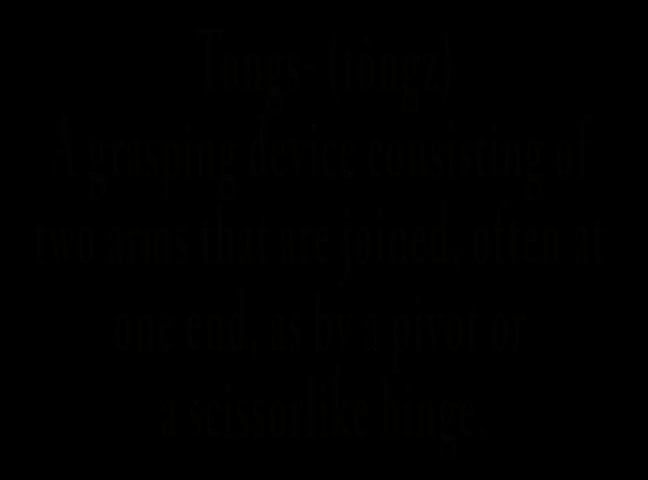 Tongs- (tôngz)
A grasping device consisting of
two arms that are joined, often at
one end, as by a pivot or
a scissorlike hinge.